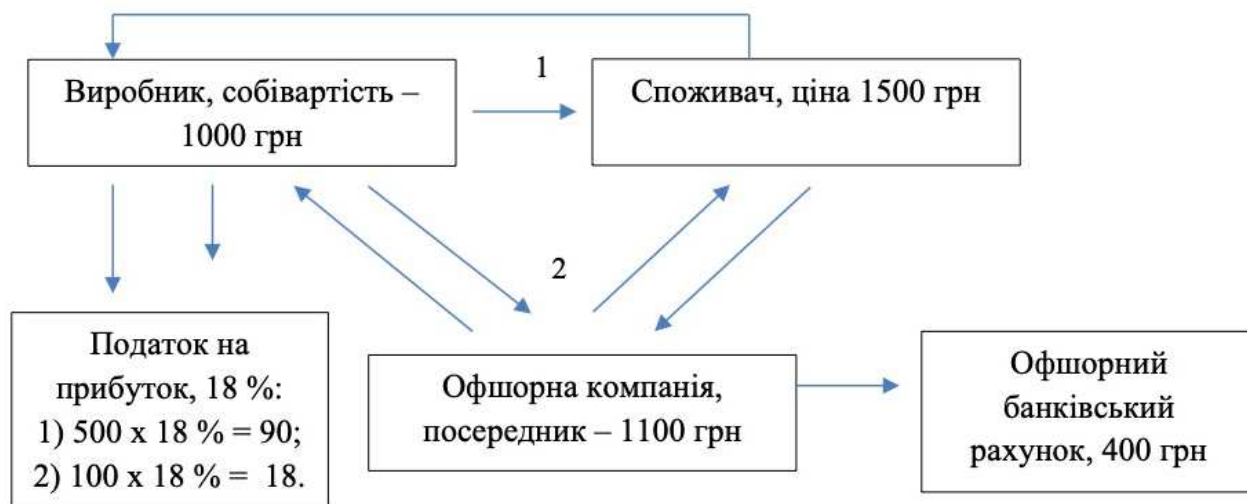 1
Виробник, собівартість –
1000 грн
Споживач, ціна 1500 грн
2
Податок на
прибуток, 18 %:
1) 500 х 18 % = 90;
2) 100 х 18 % =  18.
Офшорна компанія,
посередник – 1100 грн
Офшорний
банківський
рахунок, 400 грн